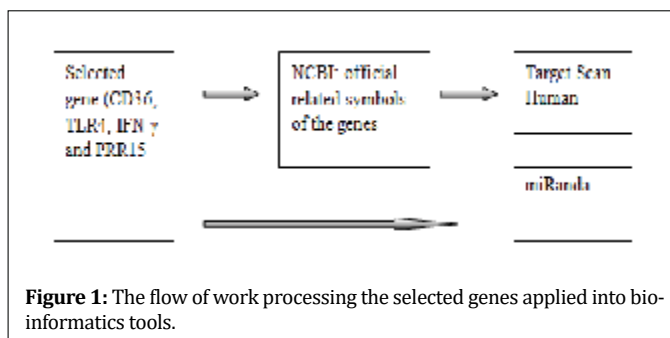 Selected
gene (CD36,
TLR4, IFN γ
and PRR15
NCBI: official
related symbols
of the genes
Target Scan
Human
miRanda
Figure 1: The flow of work processing the selected genes applied into bio-
informatics tools.